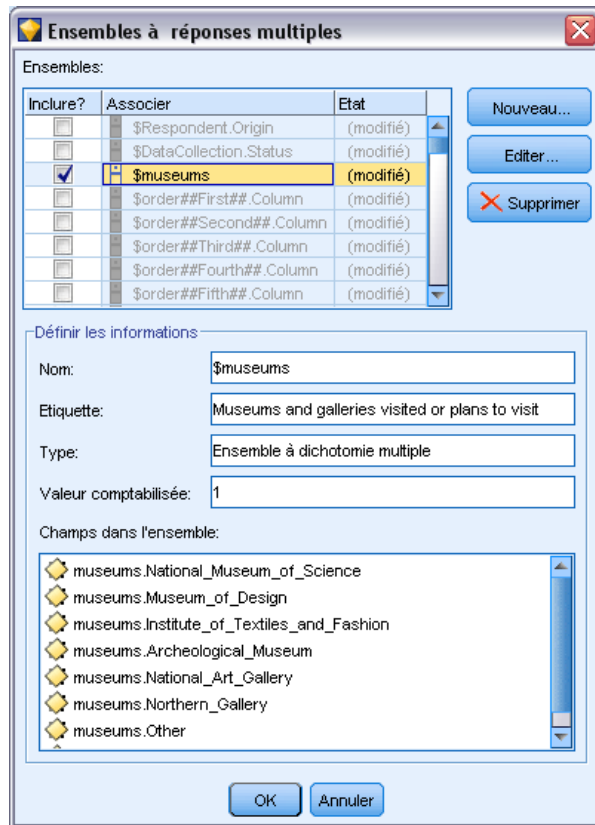 Ensembles à réponses multiples
Ensembles:
Inclure? Associer Etat
$Respondent.Origin (modifié)
$DataCollection.Status (modifié)
$museums (modifié)
$order##First##.Column (modifié)
$order##Second##.Column (modifié)
$order##Third##.Column (modifié)
$order##Fourth##.Column (modifié)
$order##Fifth##.Column (modifié)
Nouveau...
Editer...
Supprimer
Définir les informations
Nom: $museums
Etiquette: Museums and galleries visited or plans to visit
Type: Ensemble à dichotomie multiple
Valeur comptabilisée: 1
Champs dans l'ensemble:
museums.National_Museum_of_Science
museums.Museum_of_Design
museums.Institute_of_Textiles_and_Fashion
museums.Archeological_Museum
museums.National_Art_Gallery
museums.Northern_Gallery
museums.Other
OK Annuler